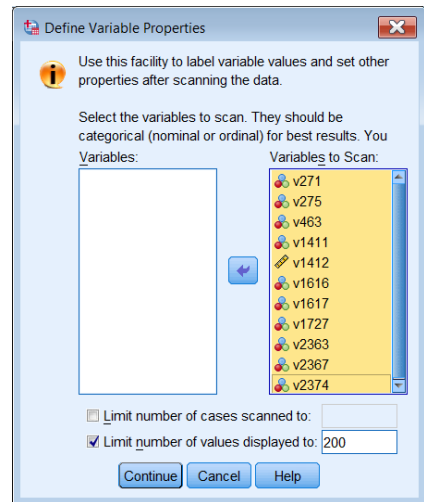 Define Variable Properties
Use this facility to label variable values and set other
properties after scanning the data.
Select the variables to scan. They should be
categorical (nominal or ordinal) for best results. You
Variables:
Variables to Scan:
v271
v275
v463
v1411
v1412
v1616
v1617
v1727
v2363
v2367
v2374
Limit number of cases scanned to:
Limit number of values displayed to: 200
Continue Cancel Help